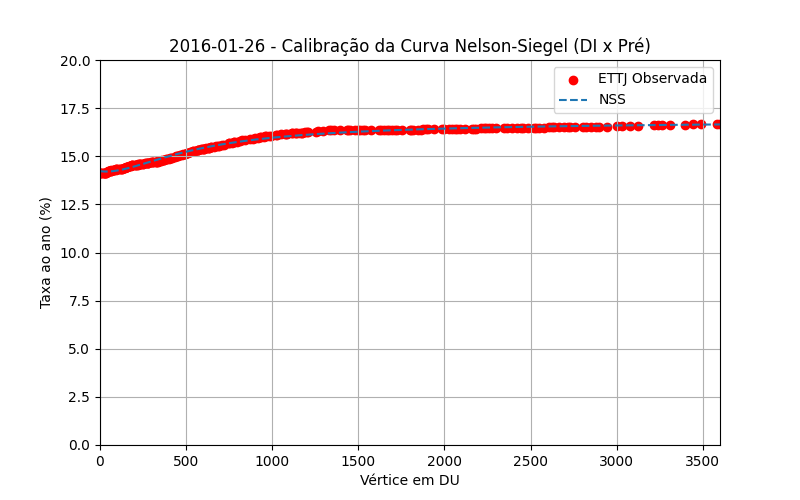 2016-01-26 - Calibração da Curva Nelson-Siegel (DI x Pré)
ETTJ Observada
NSS
Taxa ao ano (%)
20.0
17.5
15.0
12.5
10.0
7.5
5.0
2.5
0.0
0 500 1000 1500 2000 2500 3000 3500
Vértice em DU